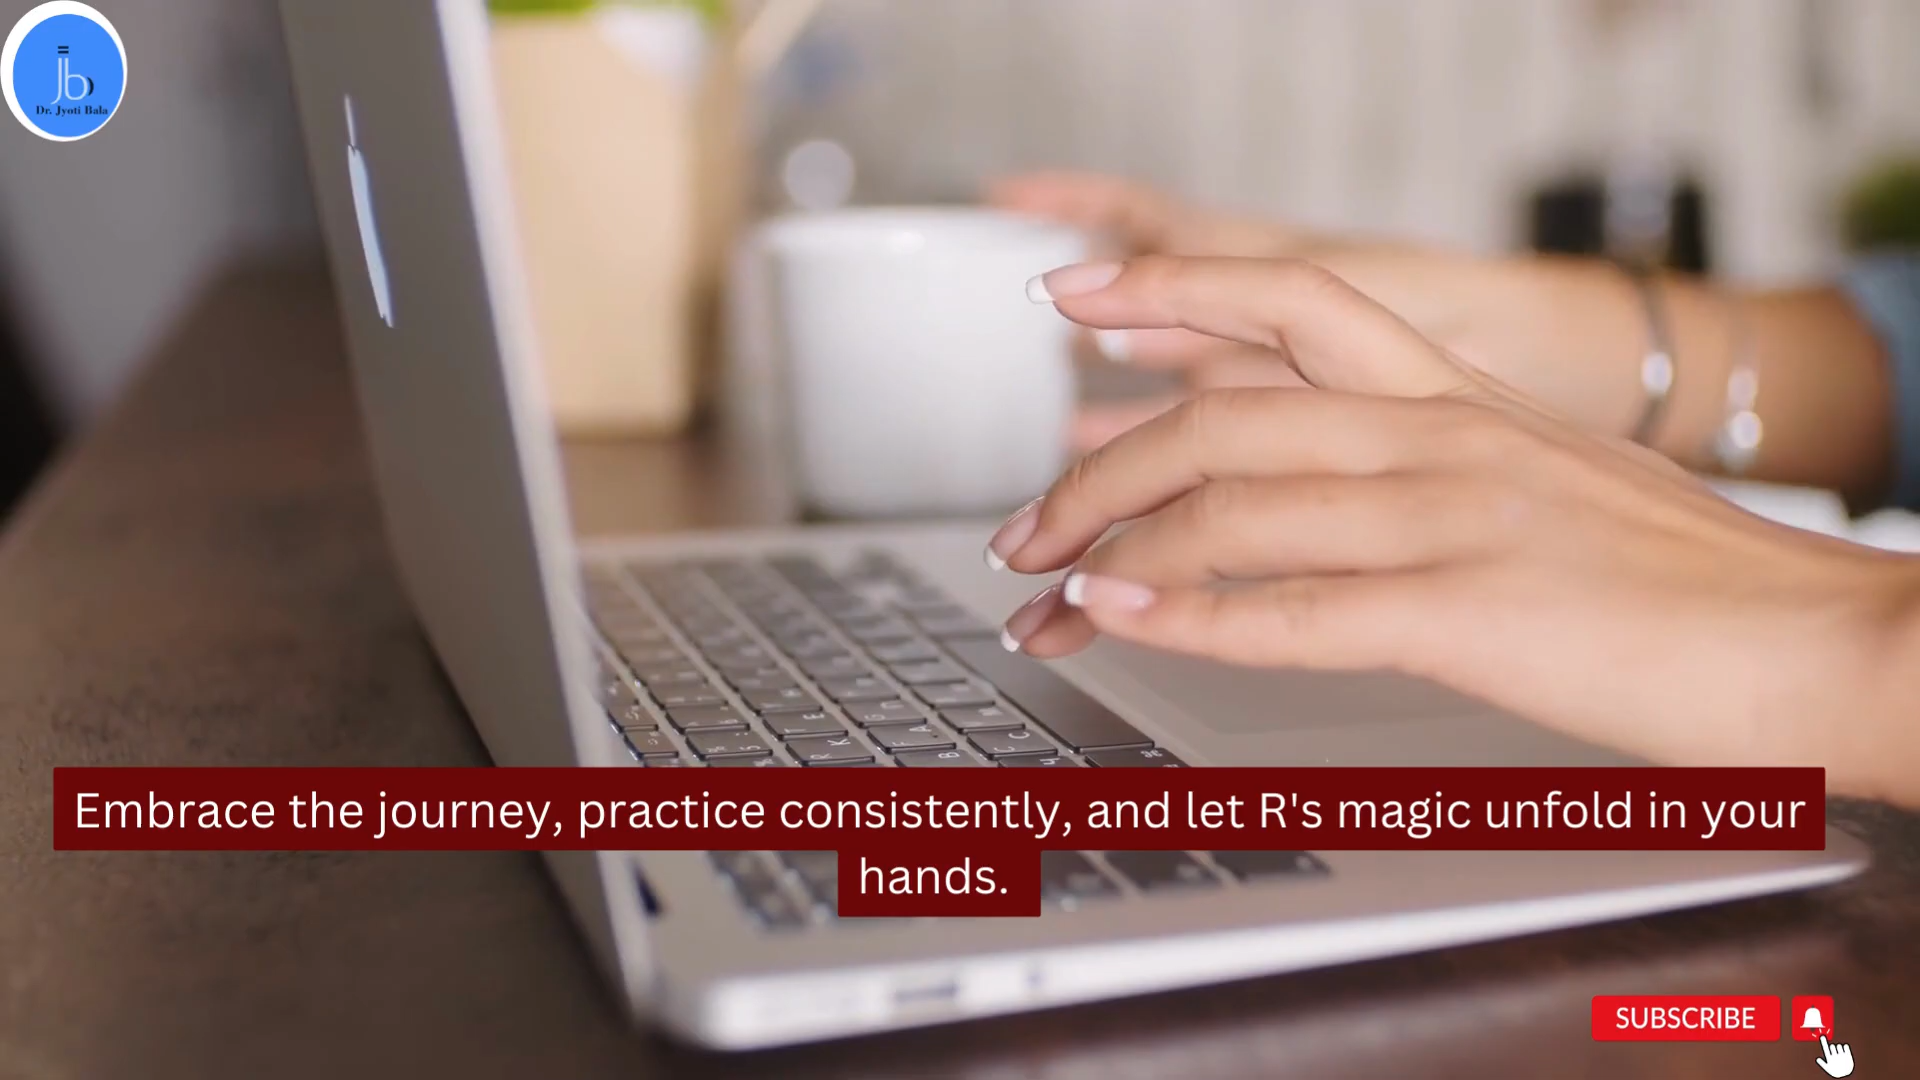 Dr. Jyoti Bala
Embrace the journey, practice consistently, and let R's magic unfold in your
hands.
SUBSCRIBE